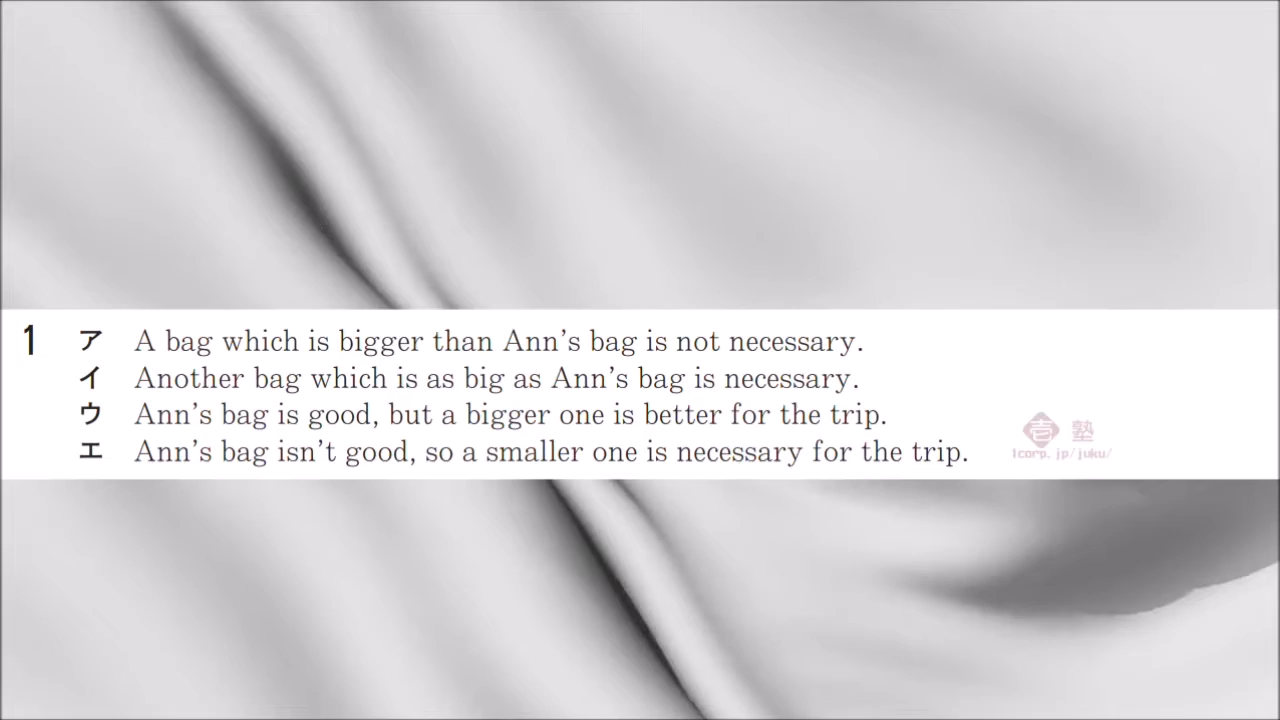 1 ア A bag which is bigger than Ann's bag is not necessary.
イ Another bag which is as big as Ann's bag is necessary.
ウ Ann's bag is good, but a bigger one is better for the trip.
エ Ann's bag isn't good, so a smaller one is necessary for the trip.
壱 塾
1corp.jp/juku/